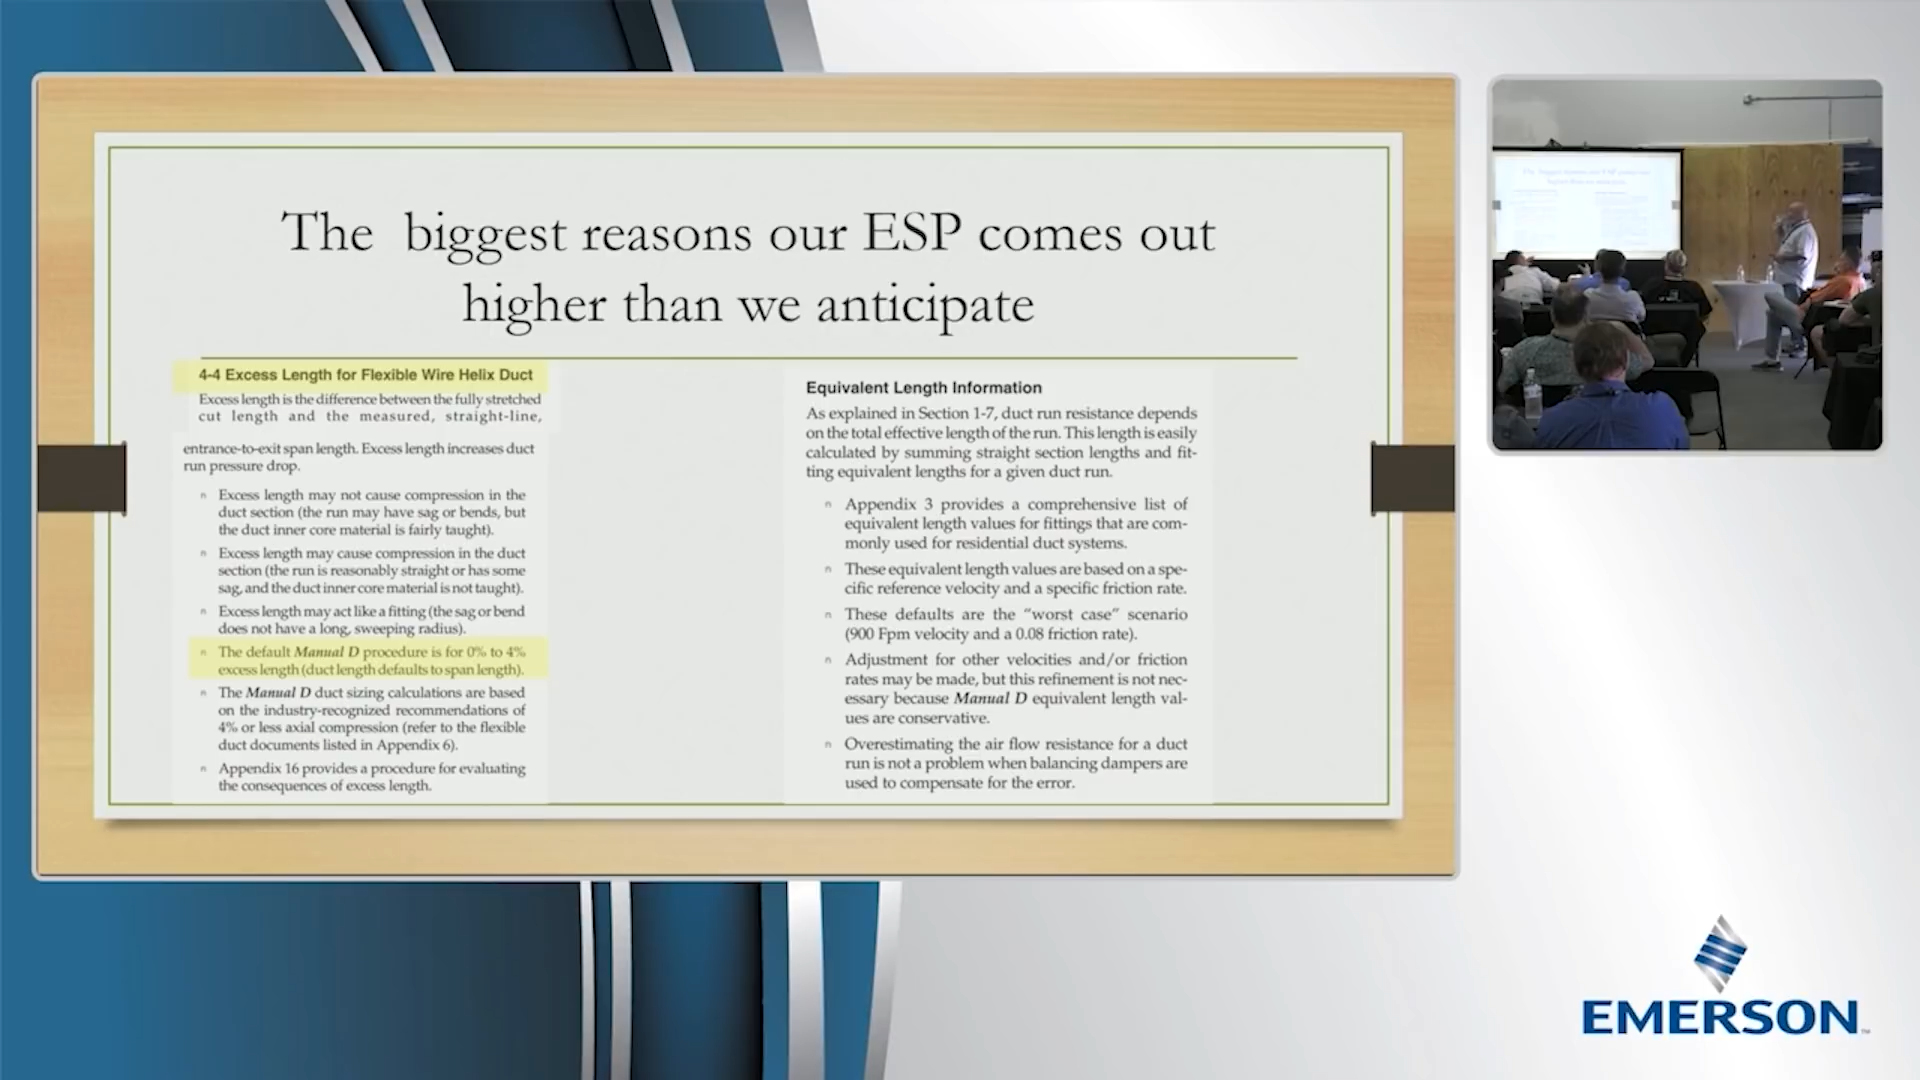 The biggest reasons our ESP comes out
higher than we anticipate
4-4 Excess Length for Flexible Wire Helix Duct
Excess length is the difference between the fully stretched
cut length and the measured, straight-line,
entrance-to-exit span length. Excess length increases duct
run pressure drop.
Excess length may not cause compression in the
duct section (the run may have sag or bends, but
the duct inner core material is fairly taught).
Excess length may cause compression in the duct
section (the run is reasonably straight or has some
sag, and the duct inner core material is not taught).
Excess length may act like a fitting (the sag or bend
does not have a long, sweeping radius).
The default Manual D procedure is for 0% to 4%
excess length (duct length defaults to span length).
The Manual D duct sizing calculations are based
on the industry-recognized recommendations of
4% or less axial compression (refer to the flexible
duct documents listed in Appendix 6).
Appendix 16 provides a procedure for evaluating
the consequences of excess length.
Equivalent Length Information
As explained in Section 1-7, duct run resistance depends
on the total effective length of the run. This length is easily
calculated by summing straight section lengths and fit-
ting equivalent lengths for a given duct run.
Appendix 3 provides a comprehensive list of
equivalent length values for fittings that are com-
monly used for residential duct systems.
These equivalent length values are based on a spe-
cific reference velocity and a specific friction rate.
These defaults are the “worst case” scenario
(900 Fpm velocity and a 0.08 friction rate).
Adjustment for other velocities and/or friction
rates may be made, but this refinement is not nec-
essary because Manual D equivalent length val-
ues are conservative.
Overestimating the air flow resistance for a duct
run is not a problem when balancing dampers are
used to compensate for the error.
EMERSON